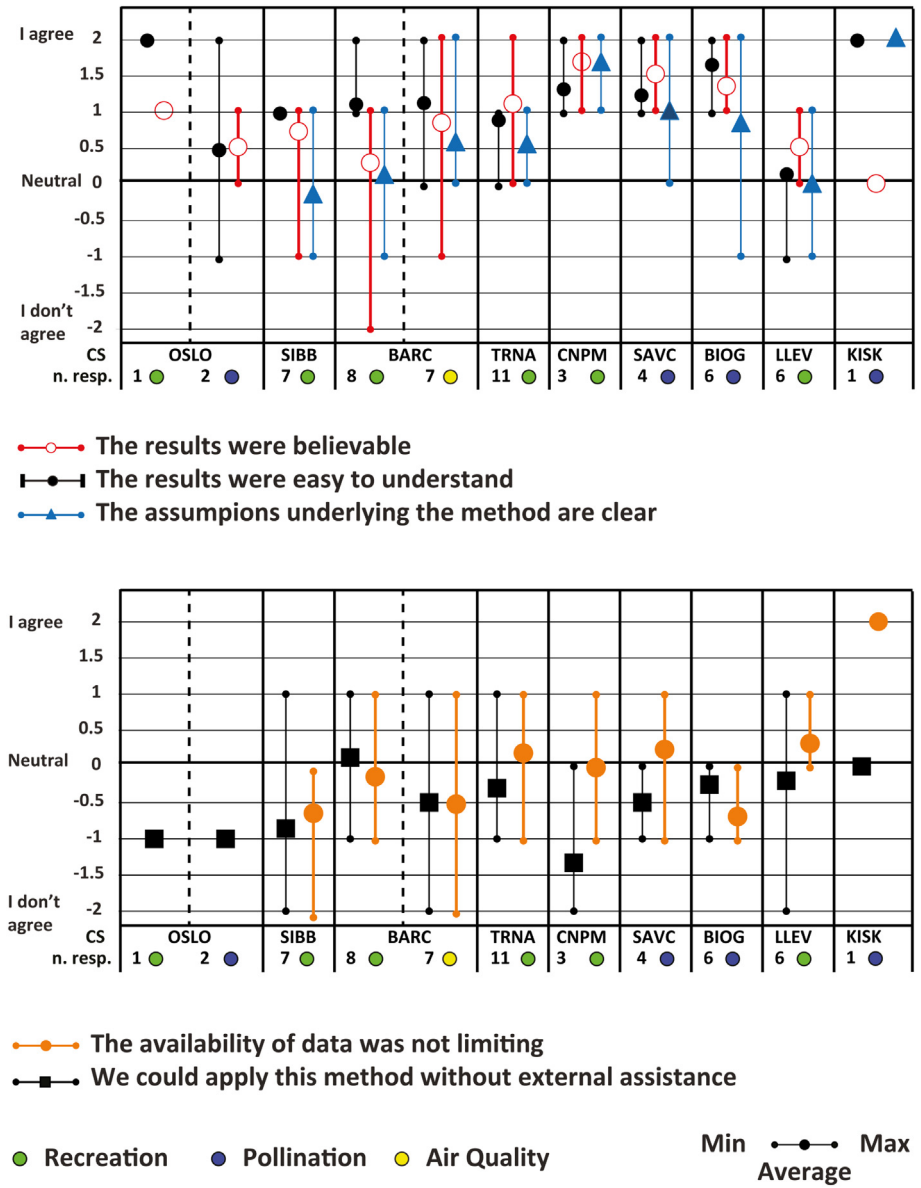 I agree
2
1.5
1
0.5
Neutral 0
-0.5
-1
-1.5
I don't
agree
-2
CS OSLO SIBB BARC TRNA CNPM SAVC BIOG LLEV KISK
n. resp. 1 2 7 8 7 11 3 4 6 6 1
The results were believable
The results were easy to understand
The assumpions underlying the method are clear
I agree 2
1.5
1
0.5
Neutral 0
-0.5
-1
-1.5
I don't
agree
-2
CS OSLO SIBB BARC TRNA CNPM SAVC BIOG LLEV KISK
n. resp. 1 2 7 8 7 11 3 4 6 6 1
The availability of data was not limiting
We could apply this method without external assistance
Recreation Pollination Air Quality Min Max
Average